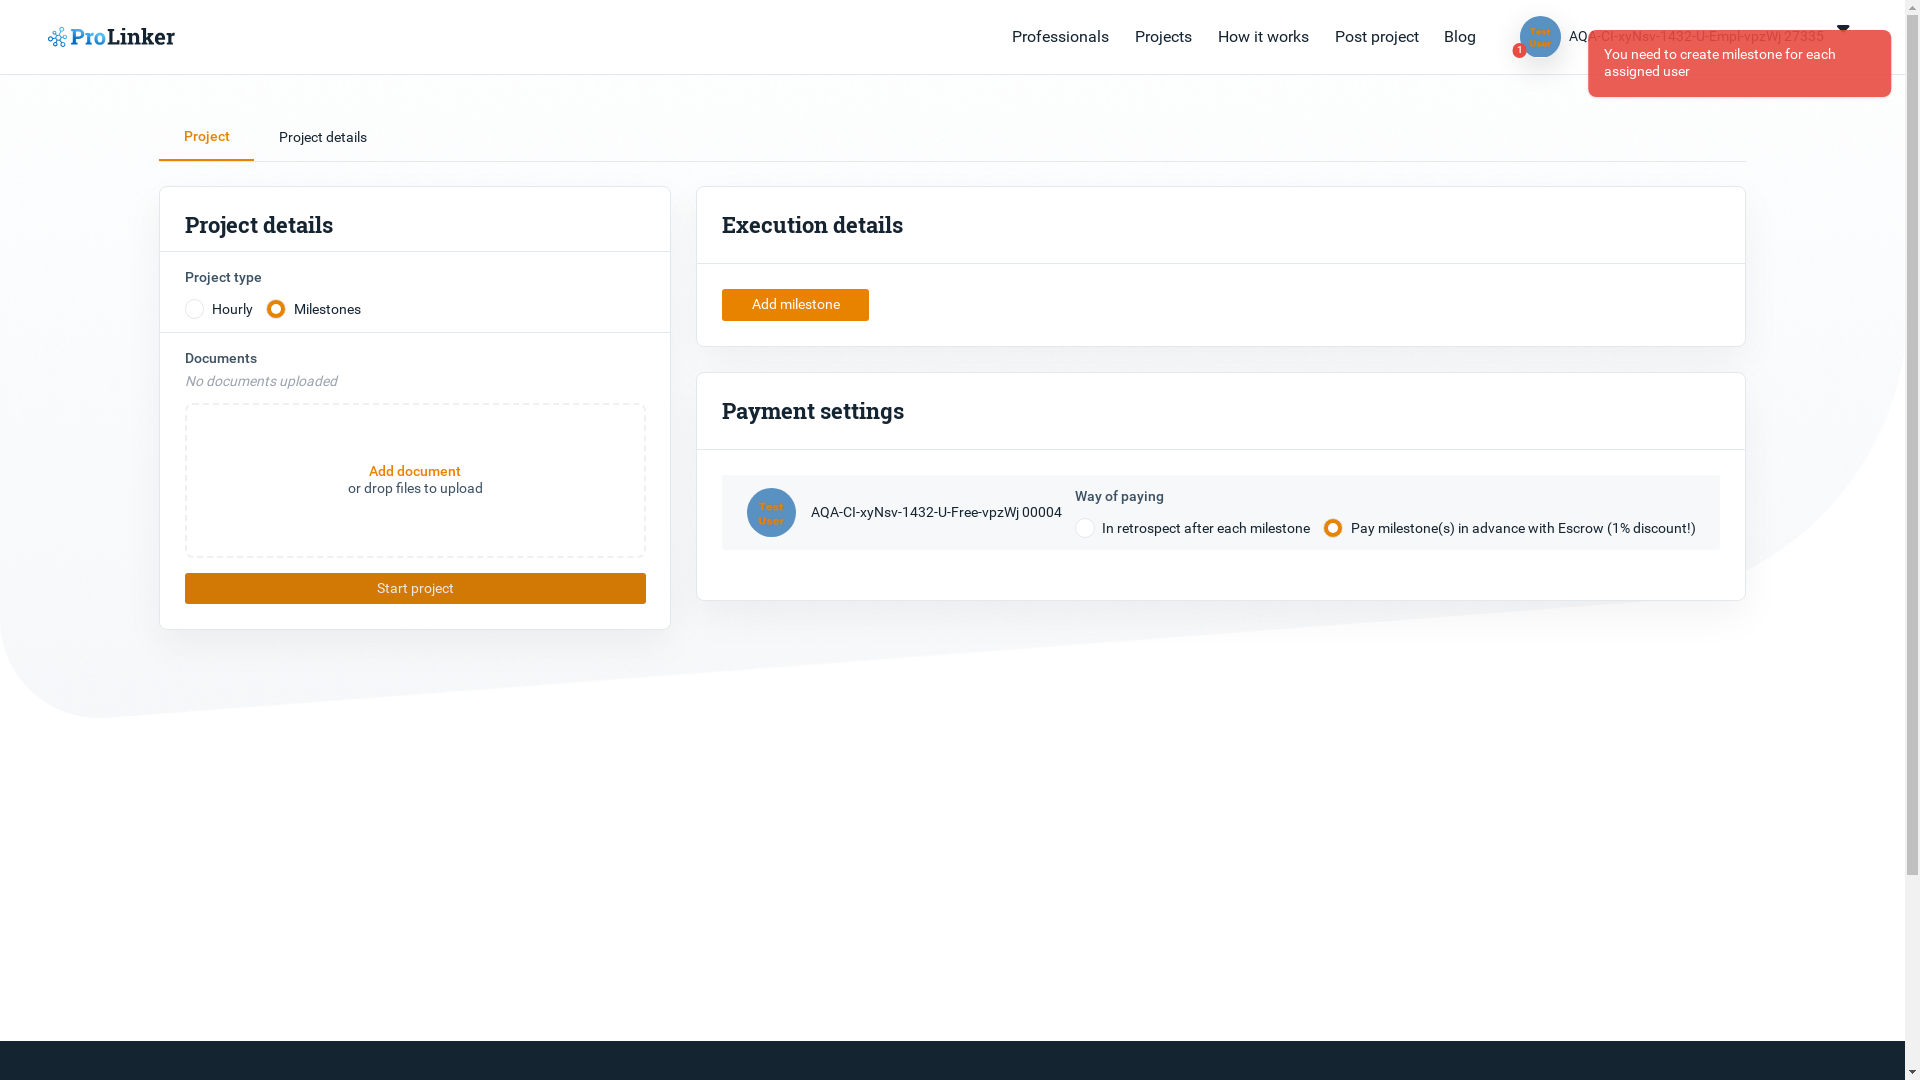 ProLinker
Professionals
Projects
How it works
Post project
Blog
Test User
1
AQA-CI-xyNsv-1432-U-Empl-vpzWj 27335
You need to create milestone for each
assigned user
Project
Project details
Project details
Project type
Hourly
Milestones
Documents
No documents uploaded
Add document
or drop files to upload
Start project
Execution details
Add milestone
Payment settings
Test
User
AQA-CI-xyNsv-1432-U-Free-vpzWj 00004
Way of paying
In retrospect after each milestone
Pay milestone(s) in advance with Escrow (1% discount!)